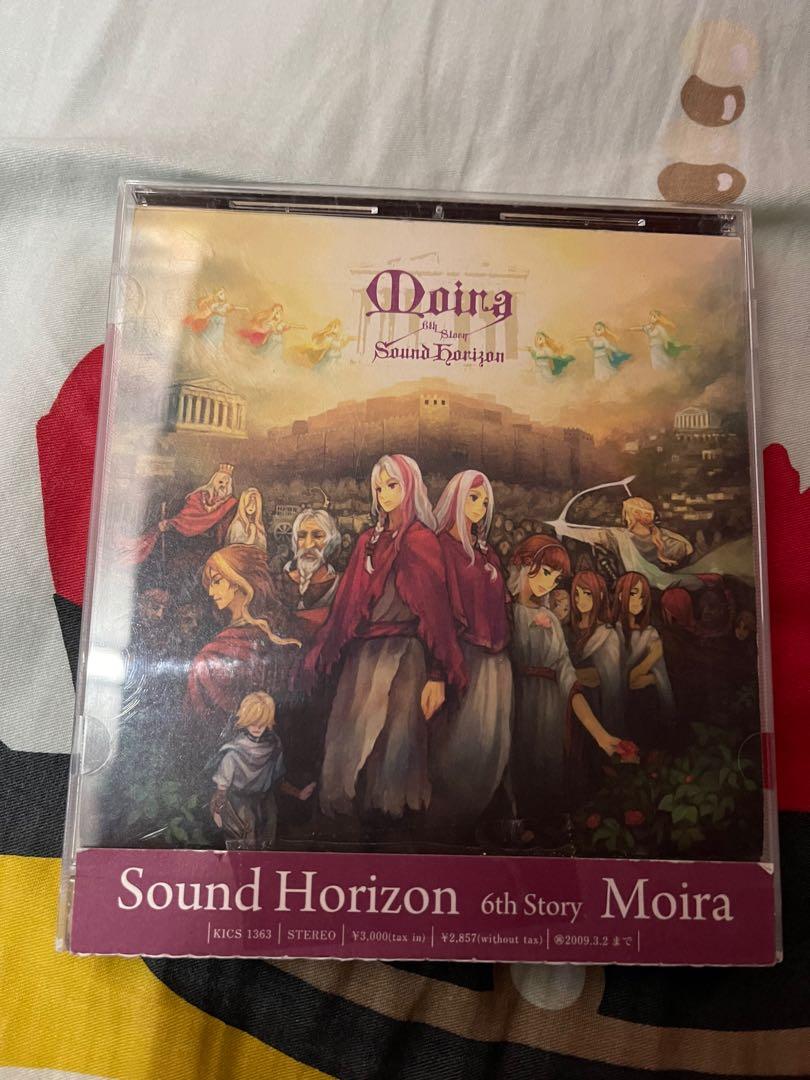 Moira
6th
Story
Sound Horizon
Sound Horizon 6th Story Moira
KICS 1363 | STEREO | ¥3,000(tax in) | ¥2,857(without tax) | Ⓨ2009.3.2 まで